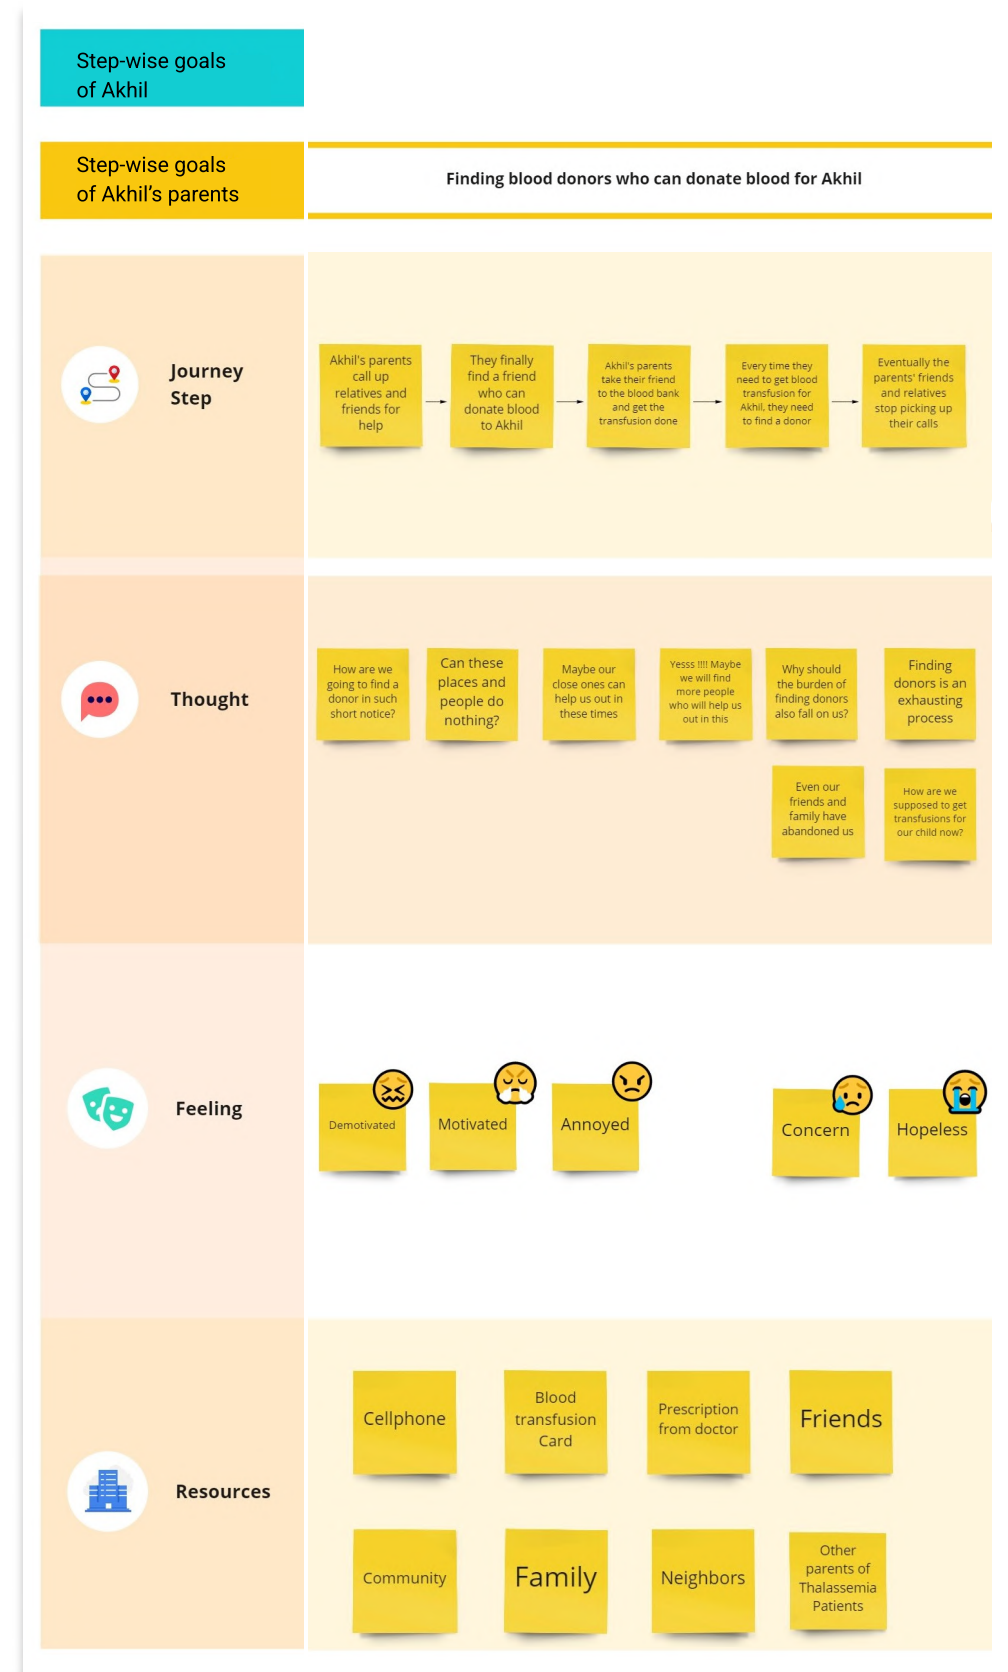 Step-wise goals
of Akhil
Step-wise goals
of Akhil’s parents
Finding blood donors who can donate blood for Akhil
Journey
Step
Akhil's parents
call up
relatives and
friends for
help
They finally
find a friend
who can
donate blood
to Akhil
Akhil's parents
take their friend
to the blood bank
and get the
transfusion done
Every time they
need to get blood
transfusion for
Akhil, they need
to find a donor
Eventually the
parents' friends
and relatives
stop picking up
their calls
Thought
How are we
going to find a
donor in such
short notice?
Can these
places and
people do
nothing?
Maybe our
close ones can
help us out in
these times
Yesss !!!! Maybe
we will find
more people
who will help us
out in this
Why should
the burden of
finding donors
also fall on us?
Finding
donors is an
exhausting
process
Even our
friends and
family have
abandoned us
How are we
supposed to get
transfusions for
our child now?
Feeling
Demotivated
Motivated
Annoyed
Concern
Hopeless
Resources
Cellphone
Blood
transfusion
Card
Prescription
from doctor
Friends
Community
Family
Neighbors
Other
parents of
Thalassemia
Patients